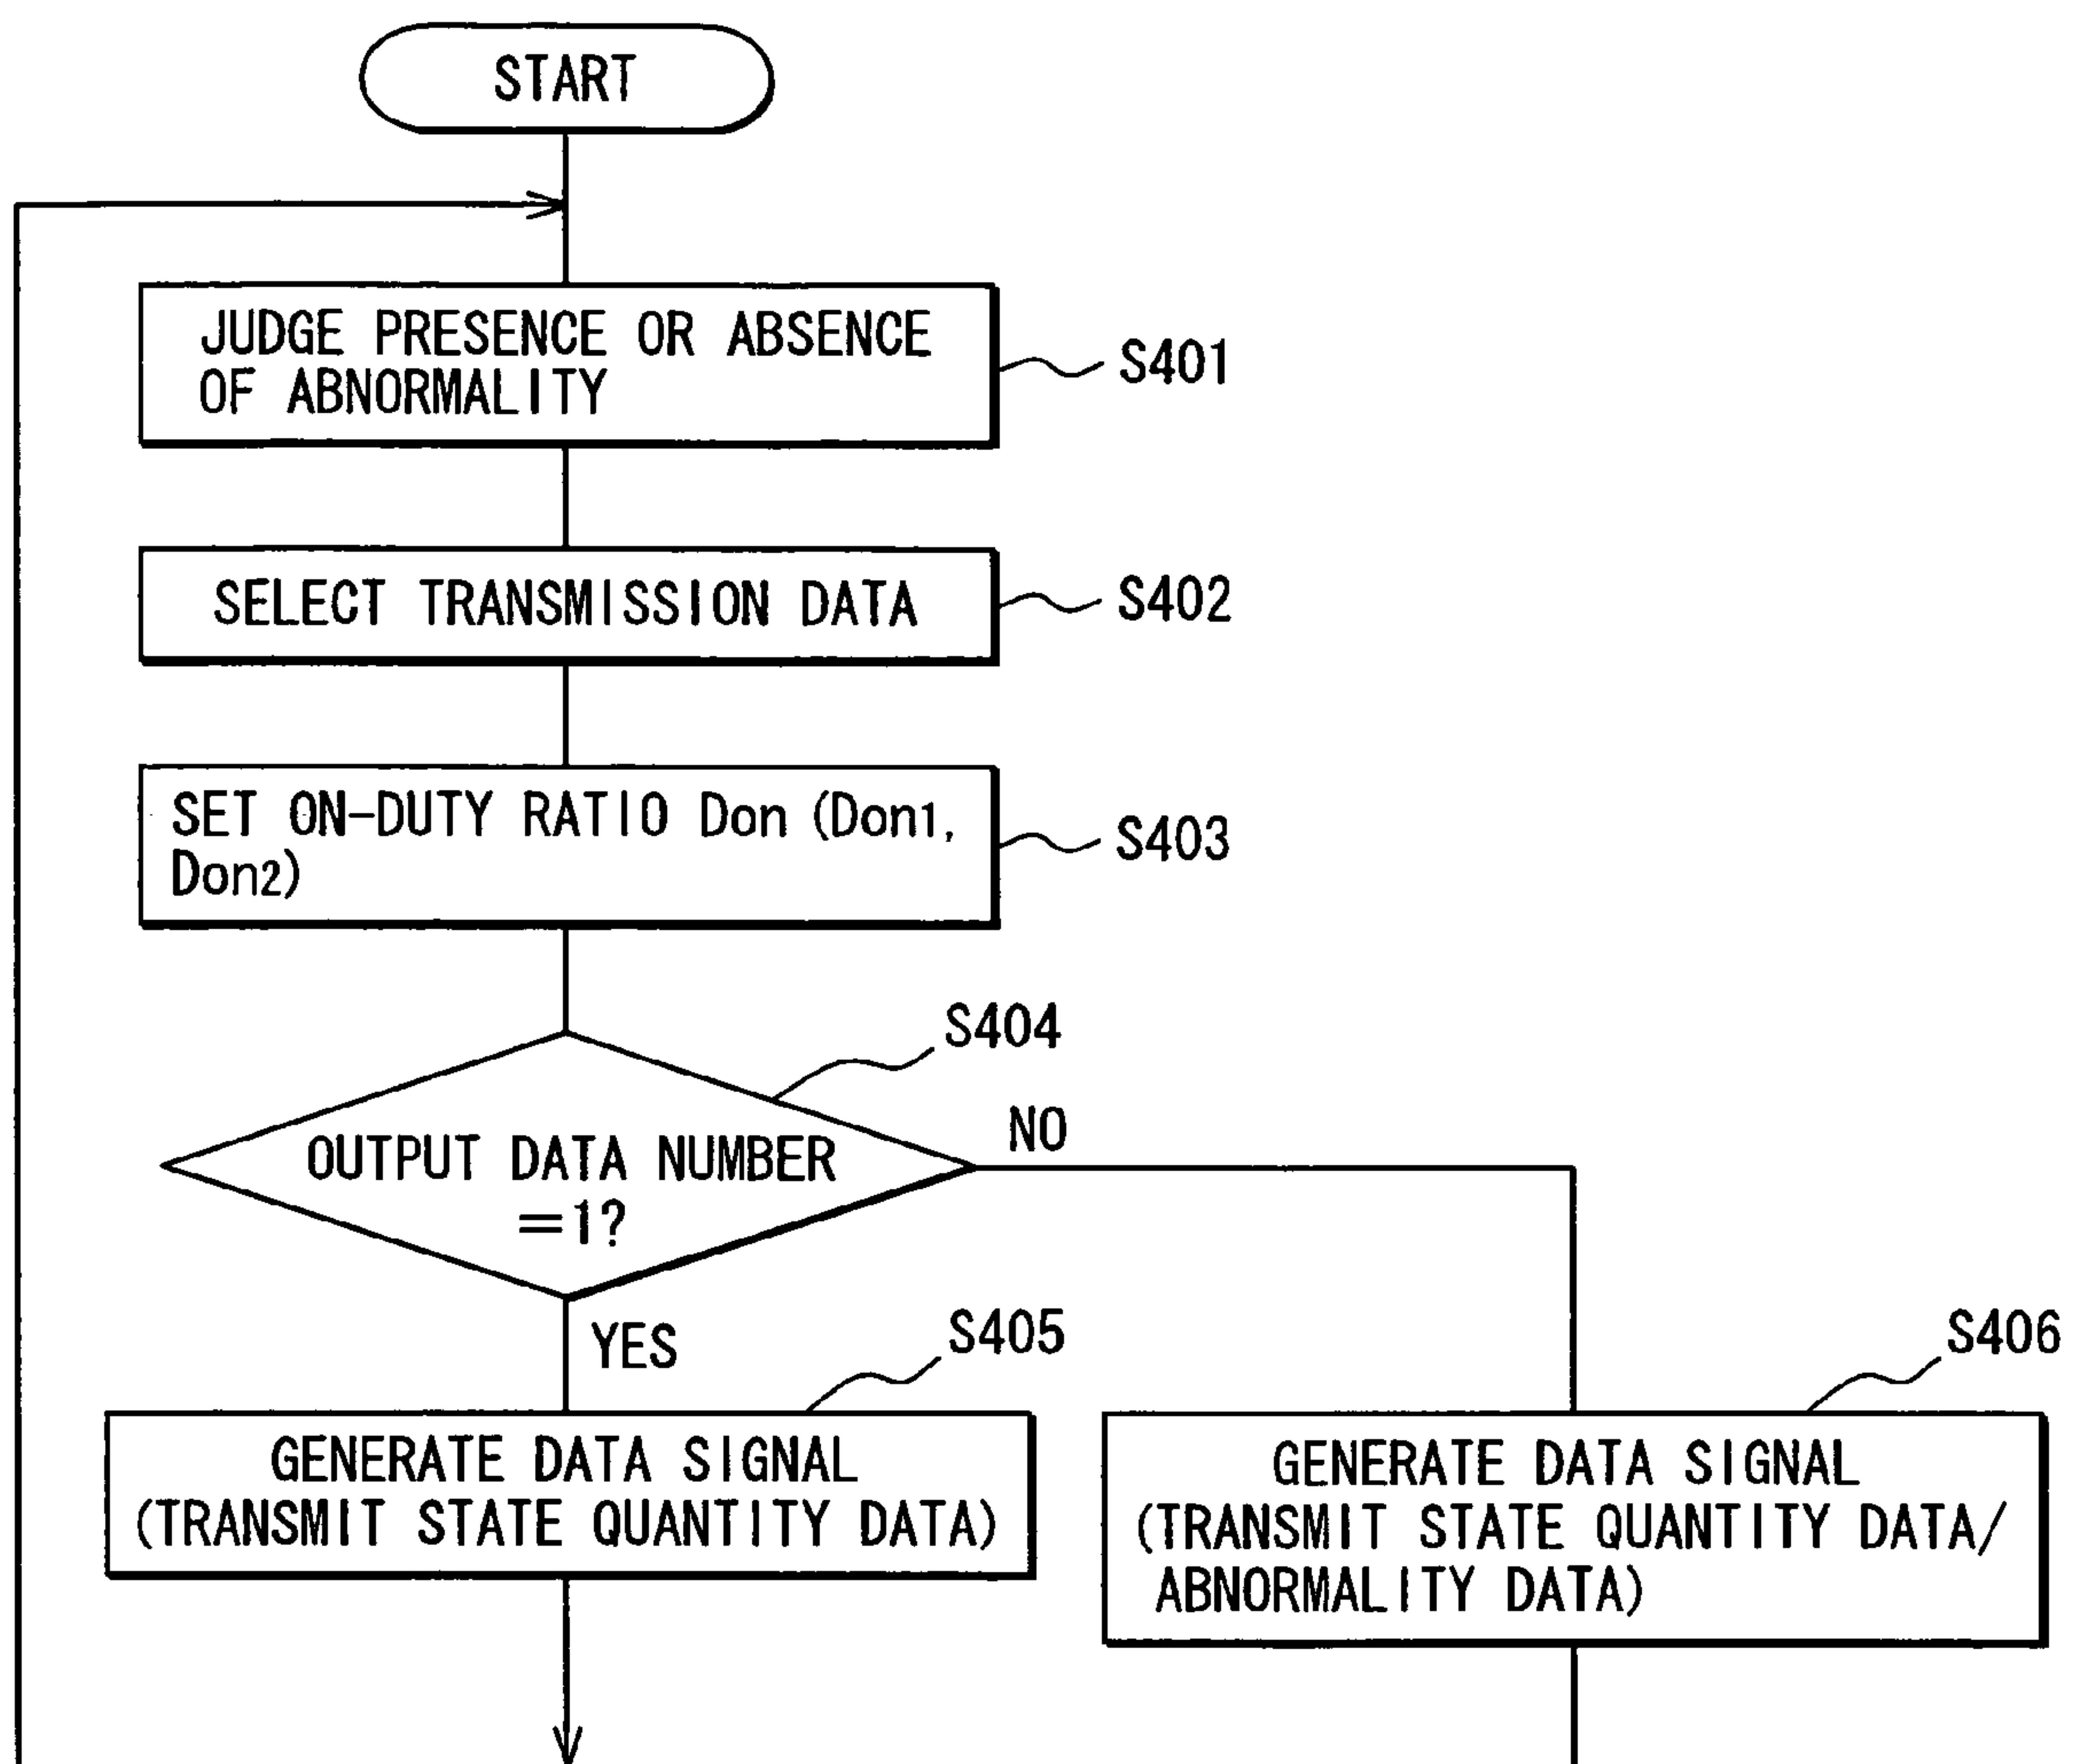 START
JUDGE PRESENCE OR ABSENCE
OF ABNORMALITY
S401
SELECT TRANSMISSION DATA
S402
SET ON-DUTY RATIO Don (Don1,
Don2)
S403
S404
OUTPUT DATA NUMBER
=1?
NO
YES
S405
GENERATE DATA SIGNAL
(TRANSMIT STATE QUANTITY DATA)
S406
GENERATE DATA SIGNAL
(TRANSMIT STATE QUANTITY DATA/
ABNORMALITY DATA)